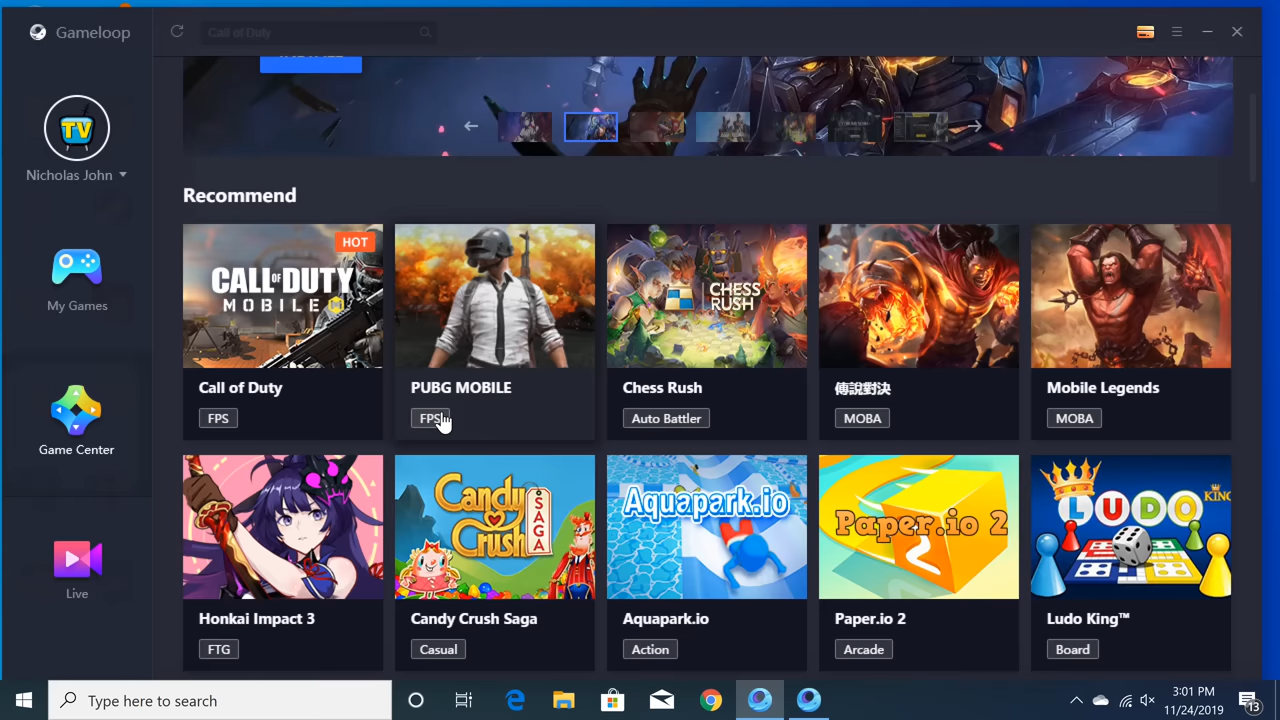 Gameloop
Call of Duty
TV
Nicholas John
My Games
Game Center
Live
Recommend
HOT
CALL OF DUTY
MOBILE
CHESS
RUSH
Call of Duty
PUBG MOBILE
Chess Rush
傳說對決
Mobile Legends
FPS
FPS
Auto Battler
MOBA
MOBA
Candy
Crush
SAGA
Aquapark.io
Paper.io 2
2
LUDO
KING
Honkai Impact 3
Candy Crush Saga
Aquapark.io
Paper.io 2
Ludo King™
FTG
Casual
Action
Arcade
Board
Type here to search
3:01 PM
11/24/2019
13